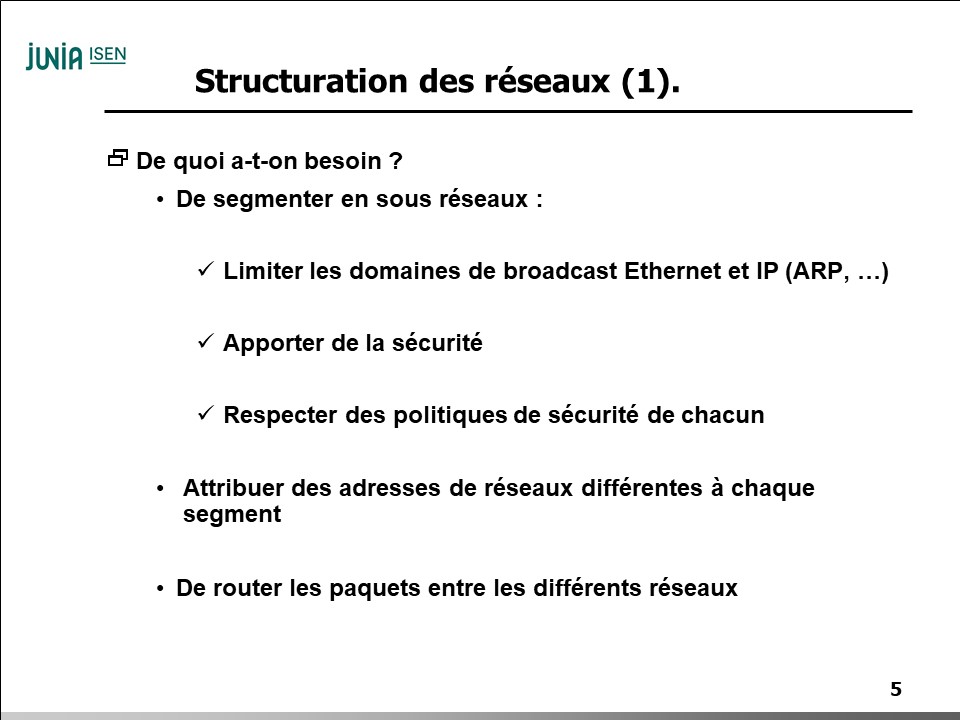 JUNIA ISEN
Structuration des réseaux (1).
De quoi a-t-on besoin ?
• De segmenter en sous réseaux :
✓ Limiter les domaines de broadcast Ethernet et IP (ARP, …)
✓ Apporter de la sécurité
✓ Respecter des politiques de sécurité de chacun
• Attribuer des adresses de réseaux différentes à chaque
segment
• De router les paquets entre les différents réseaux
5